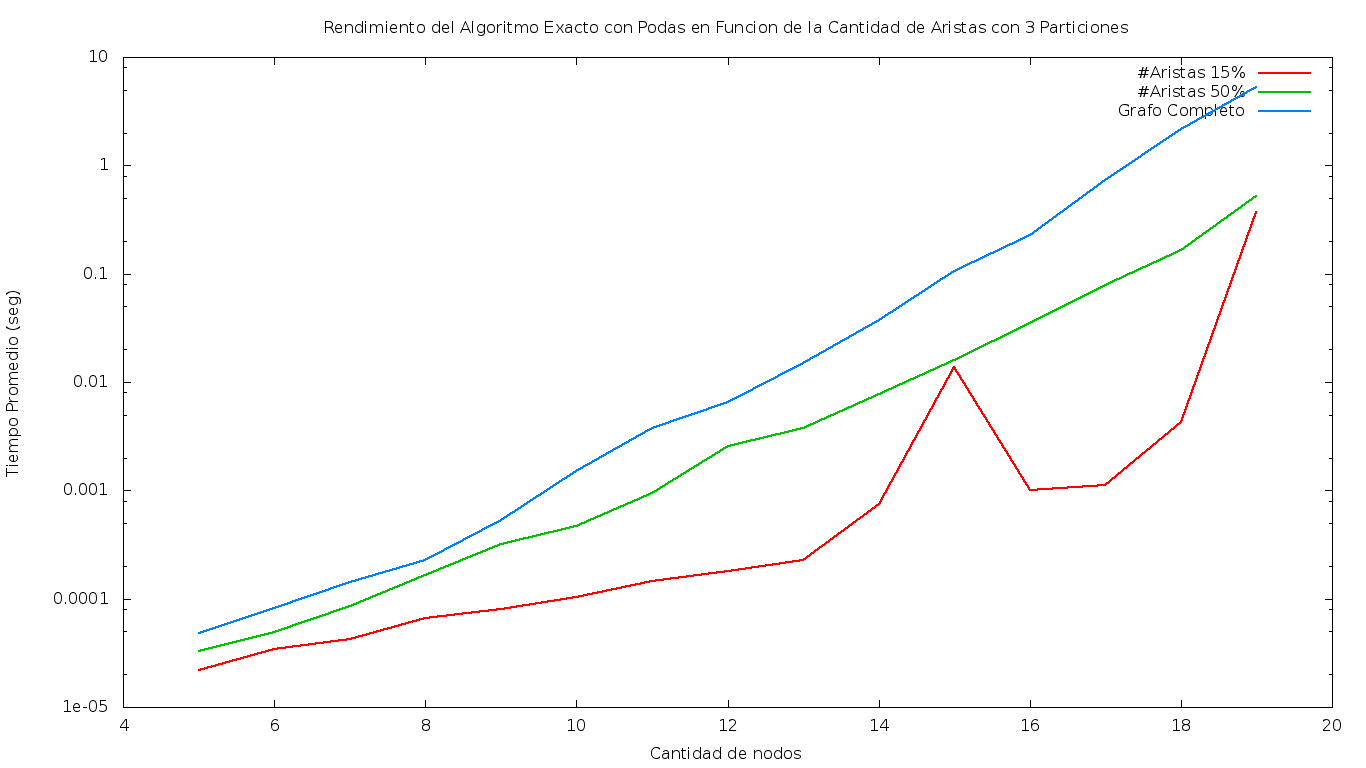 Rendimiento del Algoritmo Exacto con Podas en Funcion de la Cantidad de Aristas con 3 Particiones
#Aristas 15%
#Aristas 50%
Grafo Completo
Tiempo Promedio (seg)
10
1
0.1
0.01
0.001
0.0001
1e-05
4 6 8 10 12 14 16 18 20
Cantidad de nodos